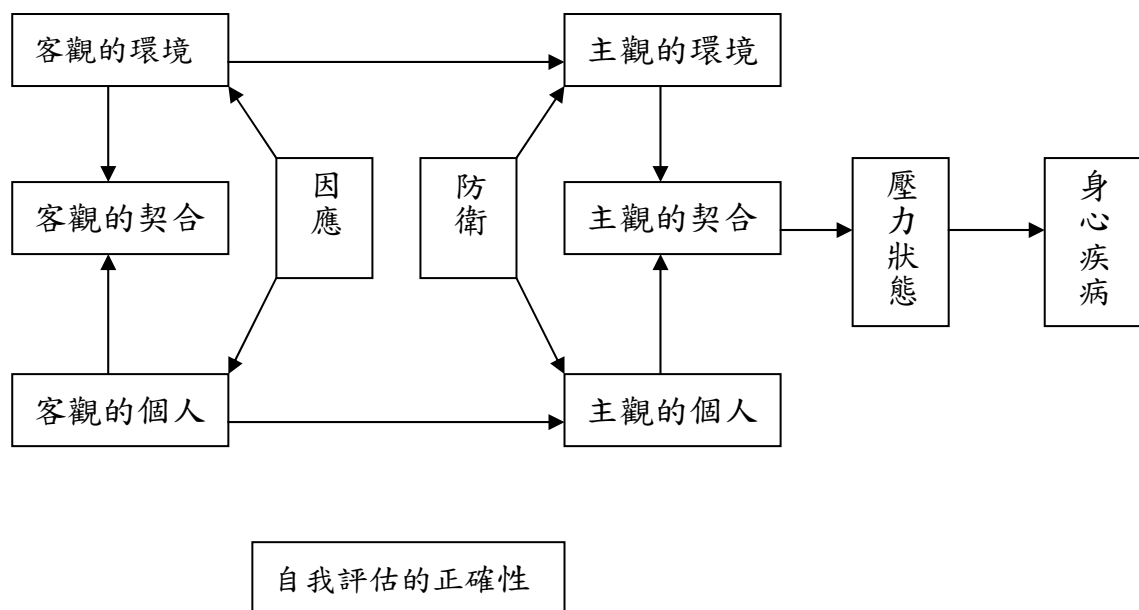 客觀的環境
主觀的環境
因應
防衛
客觀的契合
主觀的契合
壓力狀態
身心疾病
客觀的個人
主觀的個人
自我評估的正確性